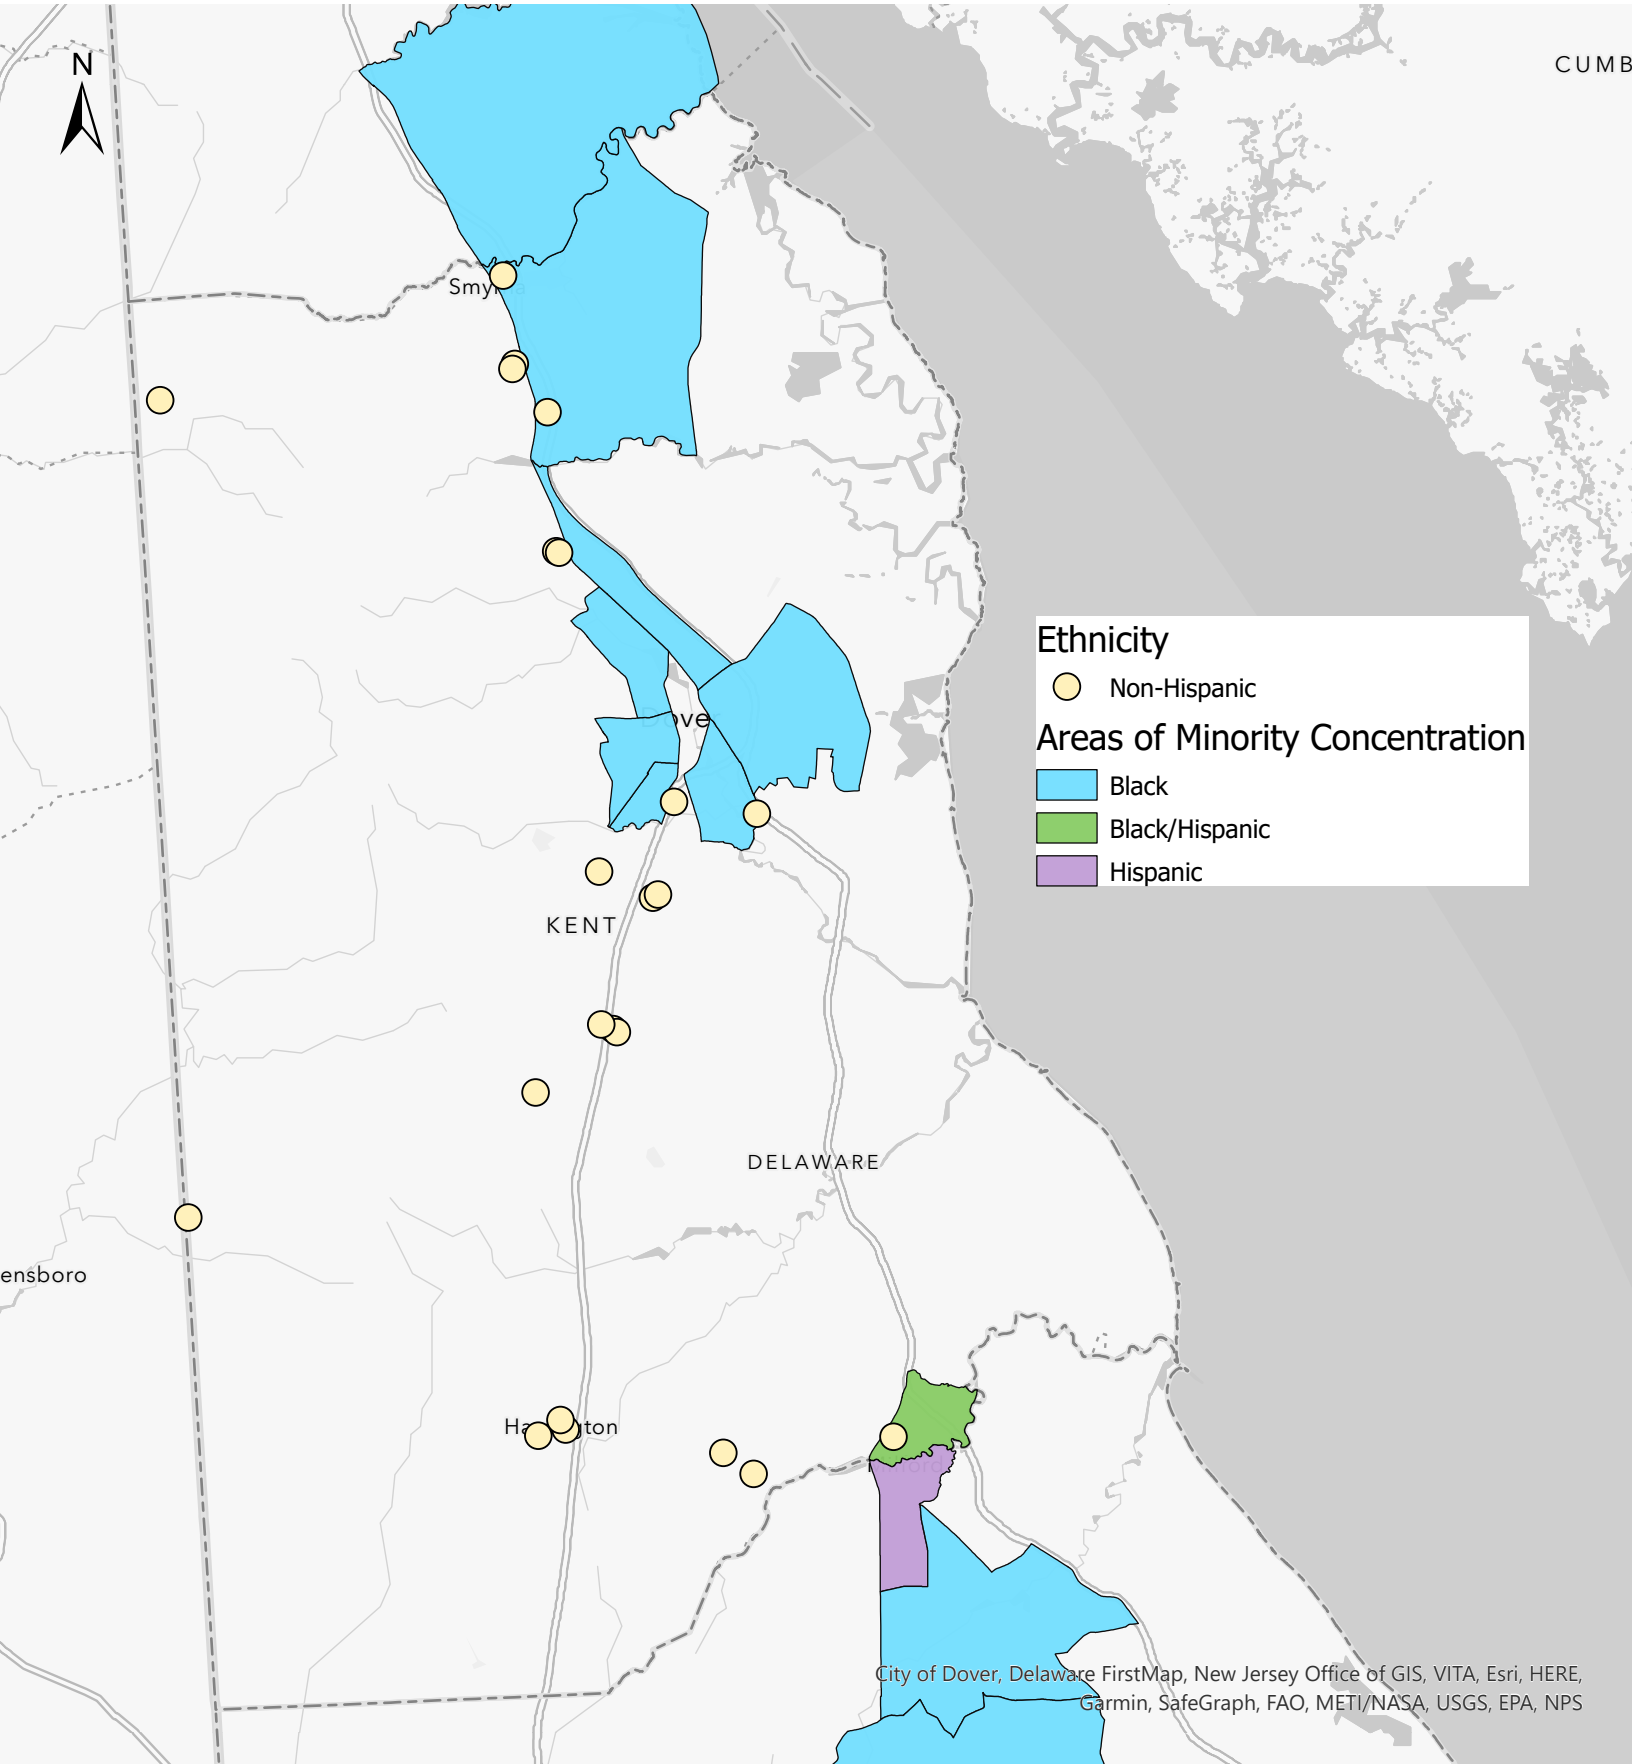 N
CUMB
Ethnicity
Non-Hispanic
Areas of Minority Concentration
Black
Black/Hispanic
Hispanic
KENT
DELAWARE
ensboro
City of Dover, Delaware FirstMap, New Jersey Office of GIS, VITA, Esri, HERE,
Garmin, SafeGraph, FAO, METI/NASA, USGS, EPA, NPS
Dover